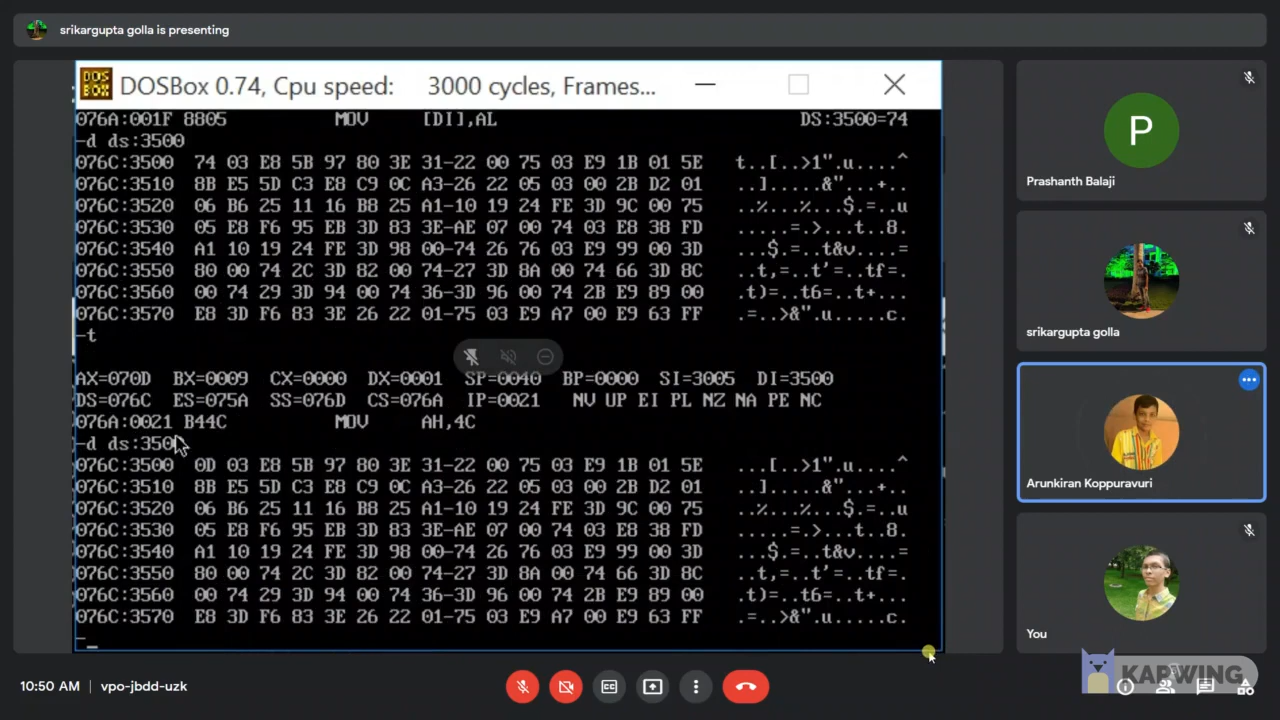 srikargupta golla is presenting
DOSBox 0.74, Cpu speed: 3000 cycles, Frames...
076A:001F 8805 MOV [DI],AL DS:3500=74
-d ds:3500
076C:3500 74 03 E8 5B 97 80 3E 31-22 00 75 03 E9 1B 01 5E t..[..>1".u....^
076C:3510 8B E5 5D C3 E8 C9 0C A3-26 22 05 03 00 2B D2 01 ..].....&"...+..
076C:3520 06 B6 25 11 16 B8 25 A1-10 19 24 FE 3D 9C 00 75 ..%...%...$.=..u
076C:3530 05 E8 F6 95 EB 3D 83 3E-AE 07 00 74 03 E8 38 FD .....=.>...t..8.
076C:3540 A1 10 19 24 FE 3D 98 00-74 26 76 03 E9 99 00 3D ...$.=..t&v....=
076C:3550 80 00 74 2C 3D 82 00 74-27 3D 8A 00 74 66 3D 8C ..t,=..t'=..tf=.
076C:3560 00 74 29 3D 94 00 74 36-3D 96 00 74 2B E9 89 00 .t)=..t6=..t+...
076C:3570 E8 3D F6 83 3E 26 22 01-75 03 E9 A7 00 E9 63 FF .=..>&".u.....c.
-t
AX=070D BX=0009 CX=0000 DX=0001 SP=0040 BP=0000 SI=3005 DI=3500
DS=076C ES=075A SS=076D CS=076A IP=0021 NV UP EI PL NZ NA PE NC
076A:0021 B44C MOV AH,4C
-d ds:3500
076C:3500 0D 03 E8 5B 97 80 3E 31-22 00 75 03 E9 1B 01 5E ...[..>1".u....^
076C:3510 8B E5 5D C3 E8 C9 0C A3-26 22 05 03 00 2B D2 01 ..].....&"...+..
076C:3520 06 B6 25 11 16 B8 25 A1-10 19 24 FE 3D 9C 00 75 ..%...%...$.=..u
076C:3530 05 E8 F6 95 EB 3D 83 3E-AE 07 00 74 03 E8 38 FD .....=.>...t..8.
076C:3540 A1 10 19 24 FE 3D 98 00-74 26 76 03 E9 99 00 3D ...$.=..t&v....=
076C:3550 80 00 74 2C 3D 82 00 74-27 3D 8A 00 74 66 3D 8C ..t,=..t'=..tf=.
076C:3560 00 74 29 3D 94 00 74 36-3D 96 00 74 2B E9 89 00 .t)=..t6=..t+...
076C:3570 E8 3D F6 83 3E 26 22 01-75 03 E9 A7 00 E9 63 FF .=..>&".u.....c.
-_
P
Prashanth Balaji
srikargupta golla
Arunkiran Koppuravuri
You
10:50 AM | vpo-jbdd-uzk
KAPWING